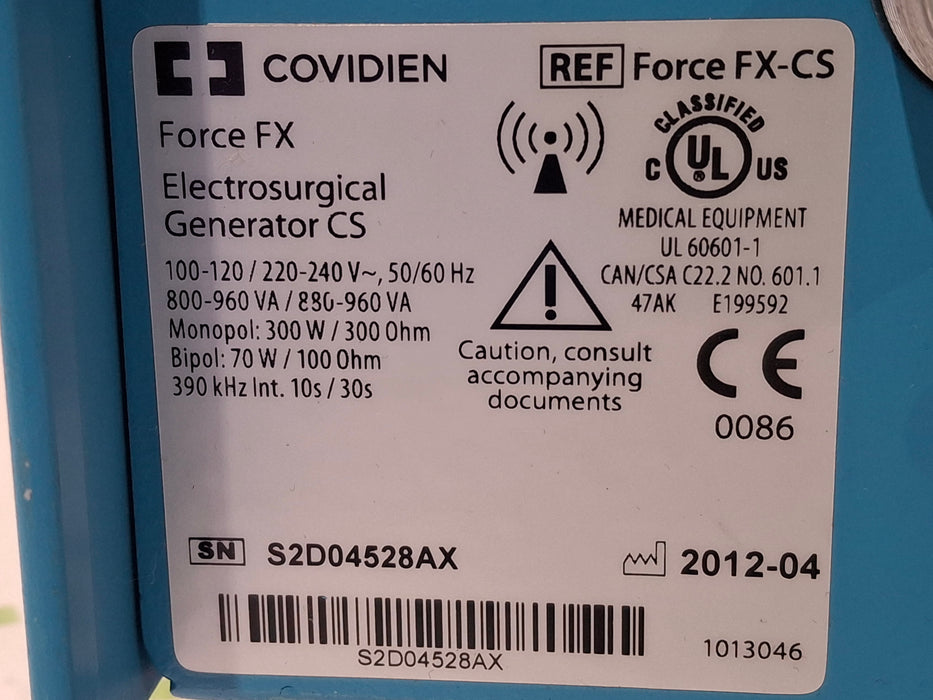 COVIDIEN
REF Force FX-CS
Force FX
Electrosurgical
Generator CS
100-120 / 220-240 V~, 50/60 Hz
800-960 VA / 880-960 VA
Monopol: 300 W / 300 Ohm
Bipol: 70 W / 100 Ohm
390 kHz Int. 10s / 30s
CLASSIFIED
C UL® US
MEDICAL EQUIPMENT
UL 60601-1
CAN/CSA C22.2 NO. 601.1
47AK E199592
Caution, consult
accompanying
documents
CE
0086
SN S2D04528AX
2012-04
S2D04528AX
1013046